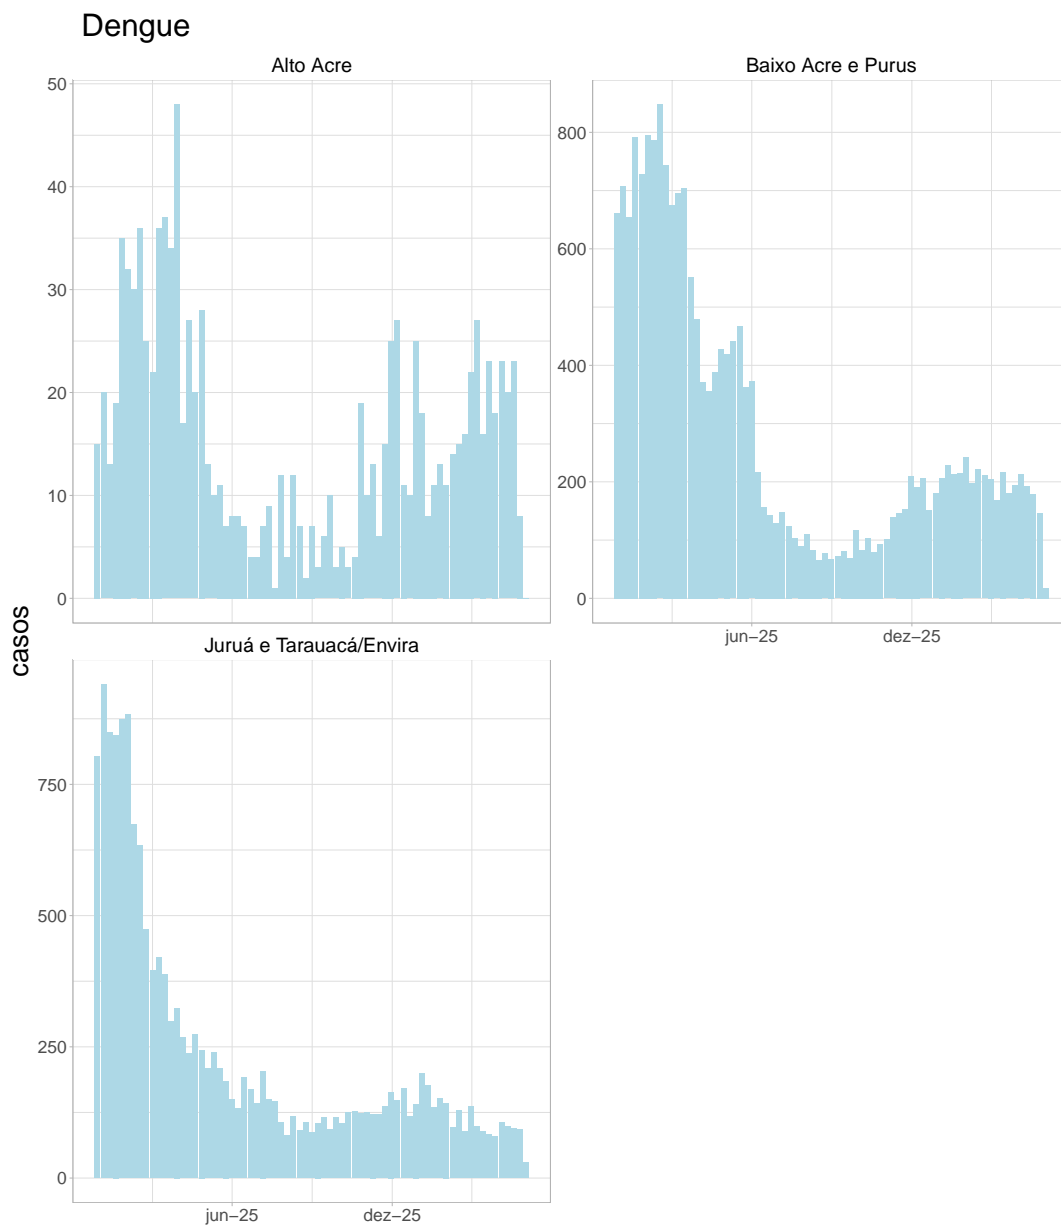 Dengue
Alto Acre
50
40
30
20
10
0
Baixo Acre e Purus
800
600
400
200
0
jun−25
dez−25
casos
Juruá e Tarauacá/Envira
750
500
250
0
jun−25
dez−25